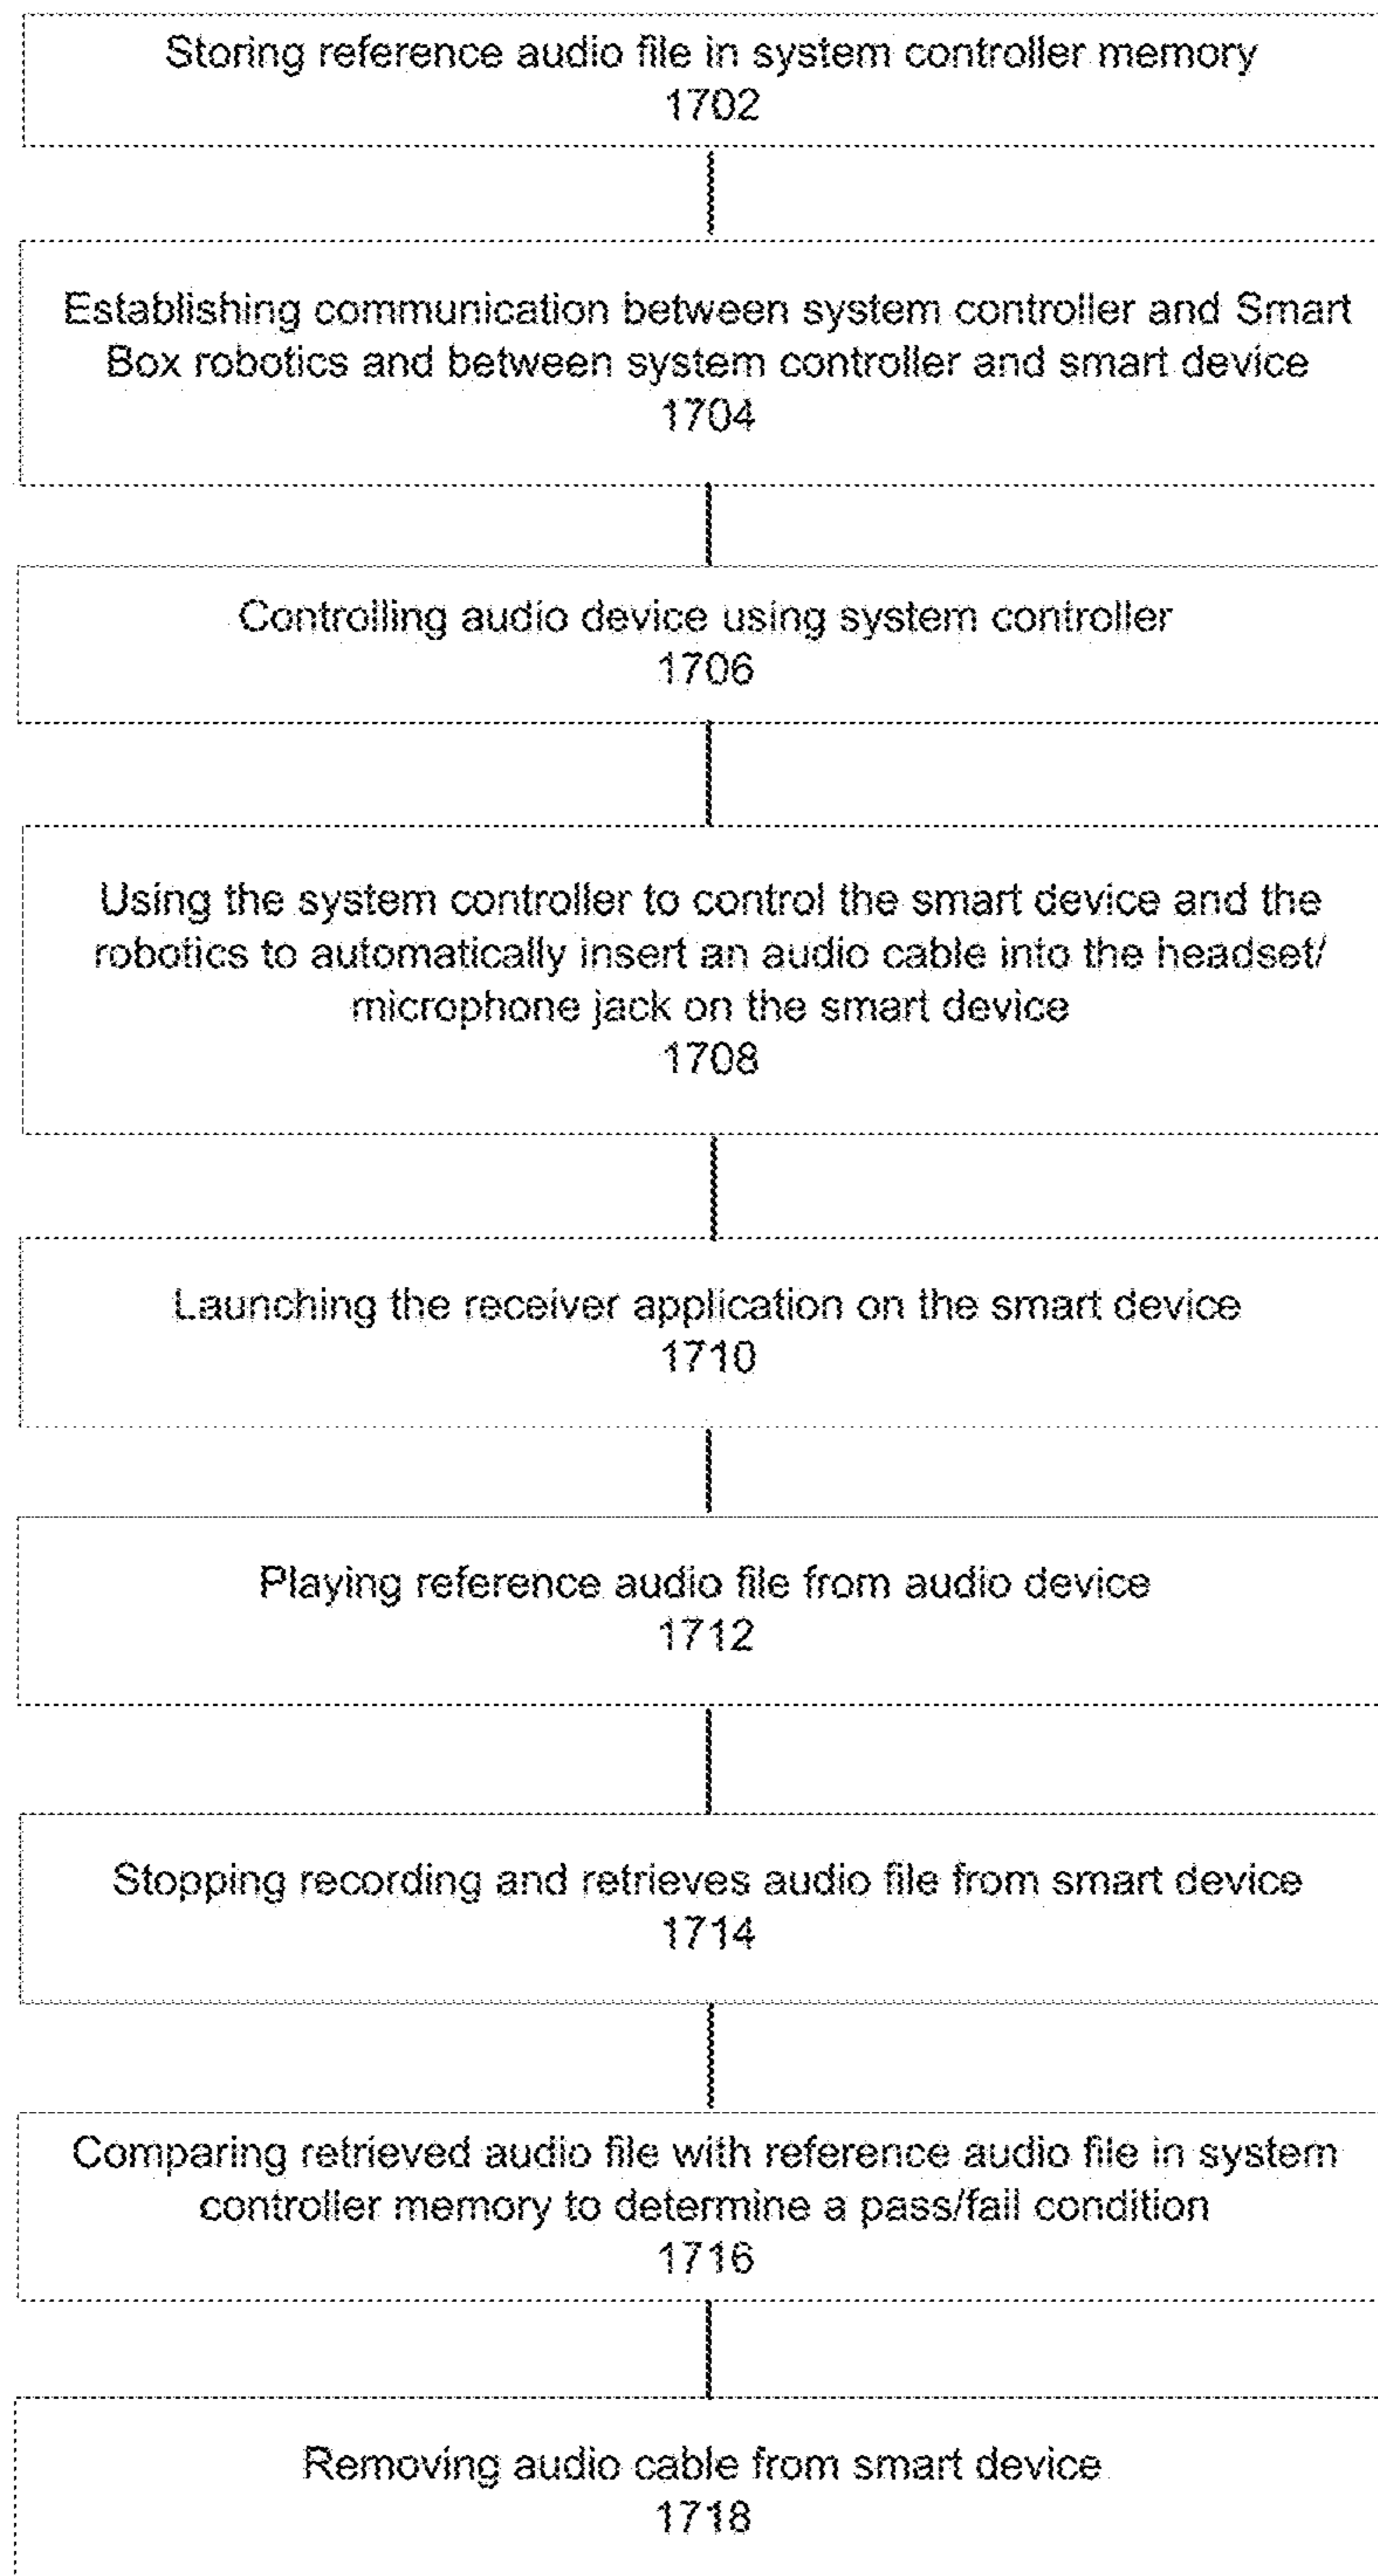 Storing reference audio file in system controller memory
1702
Establishing communication between system controller and Smart
Box robotics and between system controller and smart device
1704
Controlling audio device using system controller
1706
Using the system controller to control the smart device and the
robotics to automatically insert an audio cable into the headset/
microphone jack on the smart device
1708
Launching the receiver application on the smart device
1710
Playing reference audio file from audio device
1712
Stopping recording and retrieves audio file from smart device
1714
Comparing retrieved audio file with reference audio file in system
controller memory to determine a pass/fail condition
1716
Removing audio cable from smart device
1718